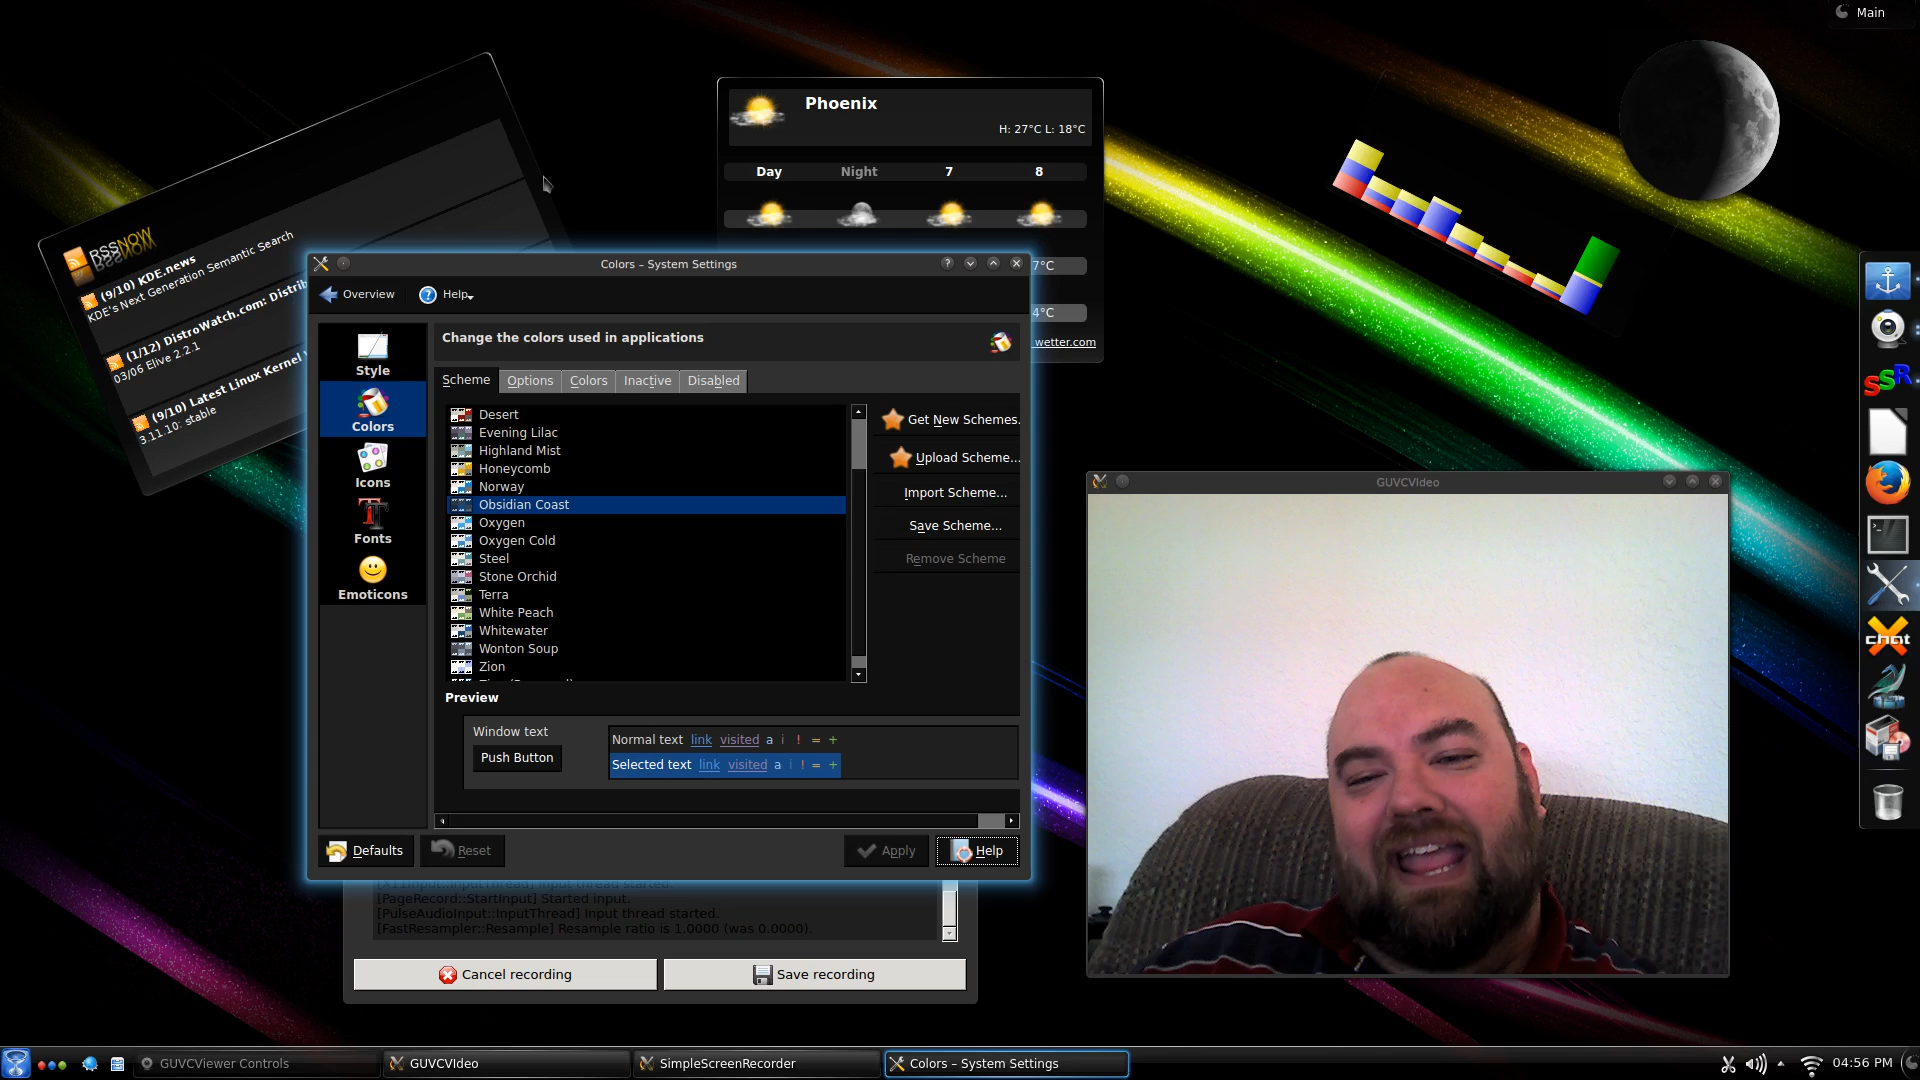 Main
Phoenix
H: 27°C L: 18°C
Day Night 7 8
7°C
4°C
wetter.com
RSSNOW
(9/10) KDE.news
KDE's Next Generation Semantic Search
(1/12) DistroWatch.com: Distrib
03/06 Elive 2.2.1
(9/10) Latest Linux Kernel
3.11.10: stable
Colors – System Settings
Overview Help
Style
Colors
Icons
Fonts
Emoticons
Change the colors used in applications
Scheme Options Colors Inactive Disabled
Desert
Evening Lilac
Highland Mist
Honeycomb
Norway
Obsidian Coast
Oxygen
Oxygen Cold
Steel
Stone Orchid
Terra
White Peach
Whitewater
Wonton Soup
Zion
Get New Schemes.
Upload Scheme...
Import Scheme...
Save Scheme...
Remove Scheme
Preview
Window text
Push Button
Normal text link visited a i ! = +
Selected text link visited a i ! = +
Defaults Reset Apply Help
[X11Input::InputThread] Input thread started.
[PageRecord::StartInput] Started input.
[PulseAudioInput::InputThread] Input thread started.
[FastResampler::Resample] Resample ratio is 1.0000 (was 0.0000).
Cancel recording Save recording
GUVCVIdeo
SSR
Xchat
GUVCViewer Controls GUVCVIdeo SimpleScreenRecorder Colors – System Settings 04:56 PM